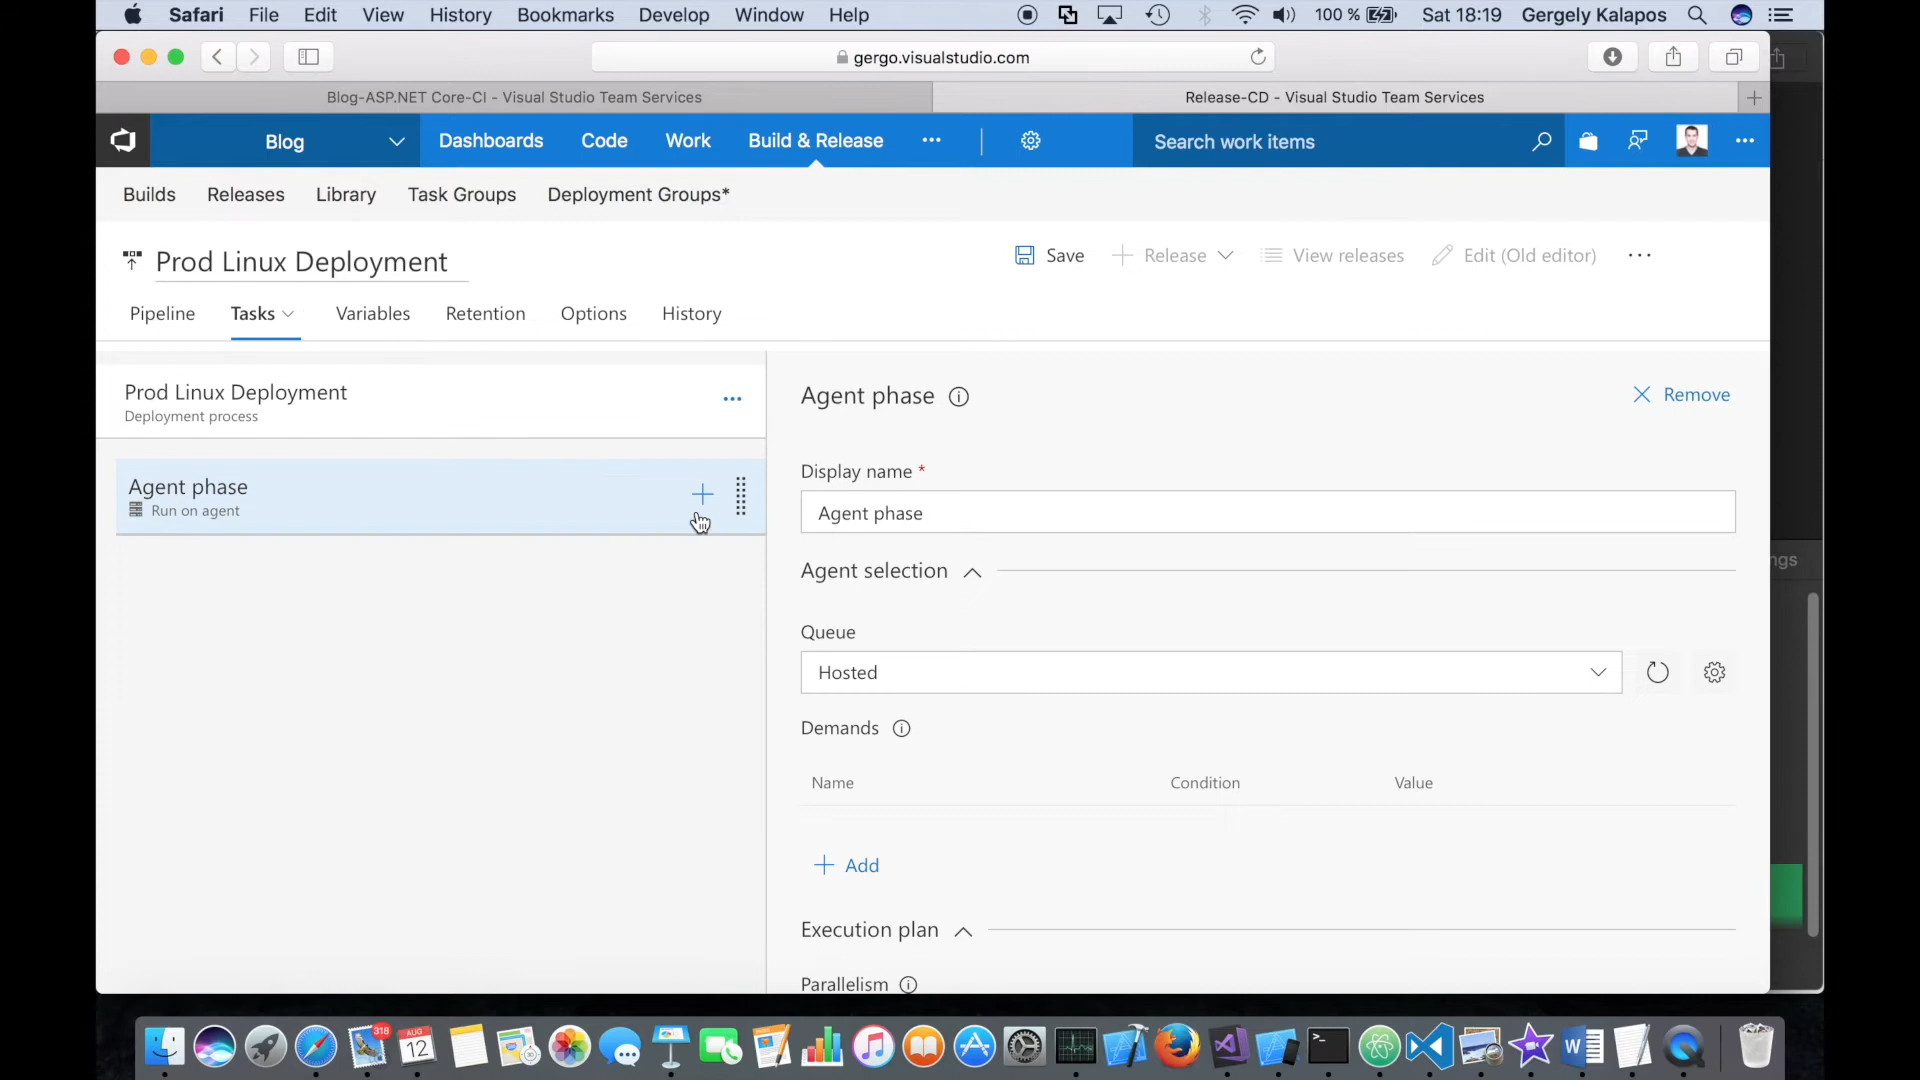 Safari File Edit View History Bookmarks Develop Window Help 100 % Sat 18:19 Gergely Kalapos
gergo.visualstudio.com
Blog-ASP.NET Core-CI - Visual Studio Team Services Release-CD - Visual Studio Team Services
Blog Dashboards Code Work Build & Release ... Search work items ...
Builds Releases Library Task Groups Deployment Groups*
Prod Linux Deployment Save Release View releases Edit (Old editor) ...
Pipeline Tasks Variables Retention Options History
Prod Linux Deployment ...
Deployment process
Agent phase
Run on agent
Agent phase Remove
Display name *
Agent phase
Agent selection
Queue
Hosted
Demands
Name Condition Value
+ Add
Execution plan
Parallelism
ngs
318
AUG
12